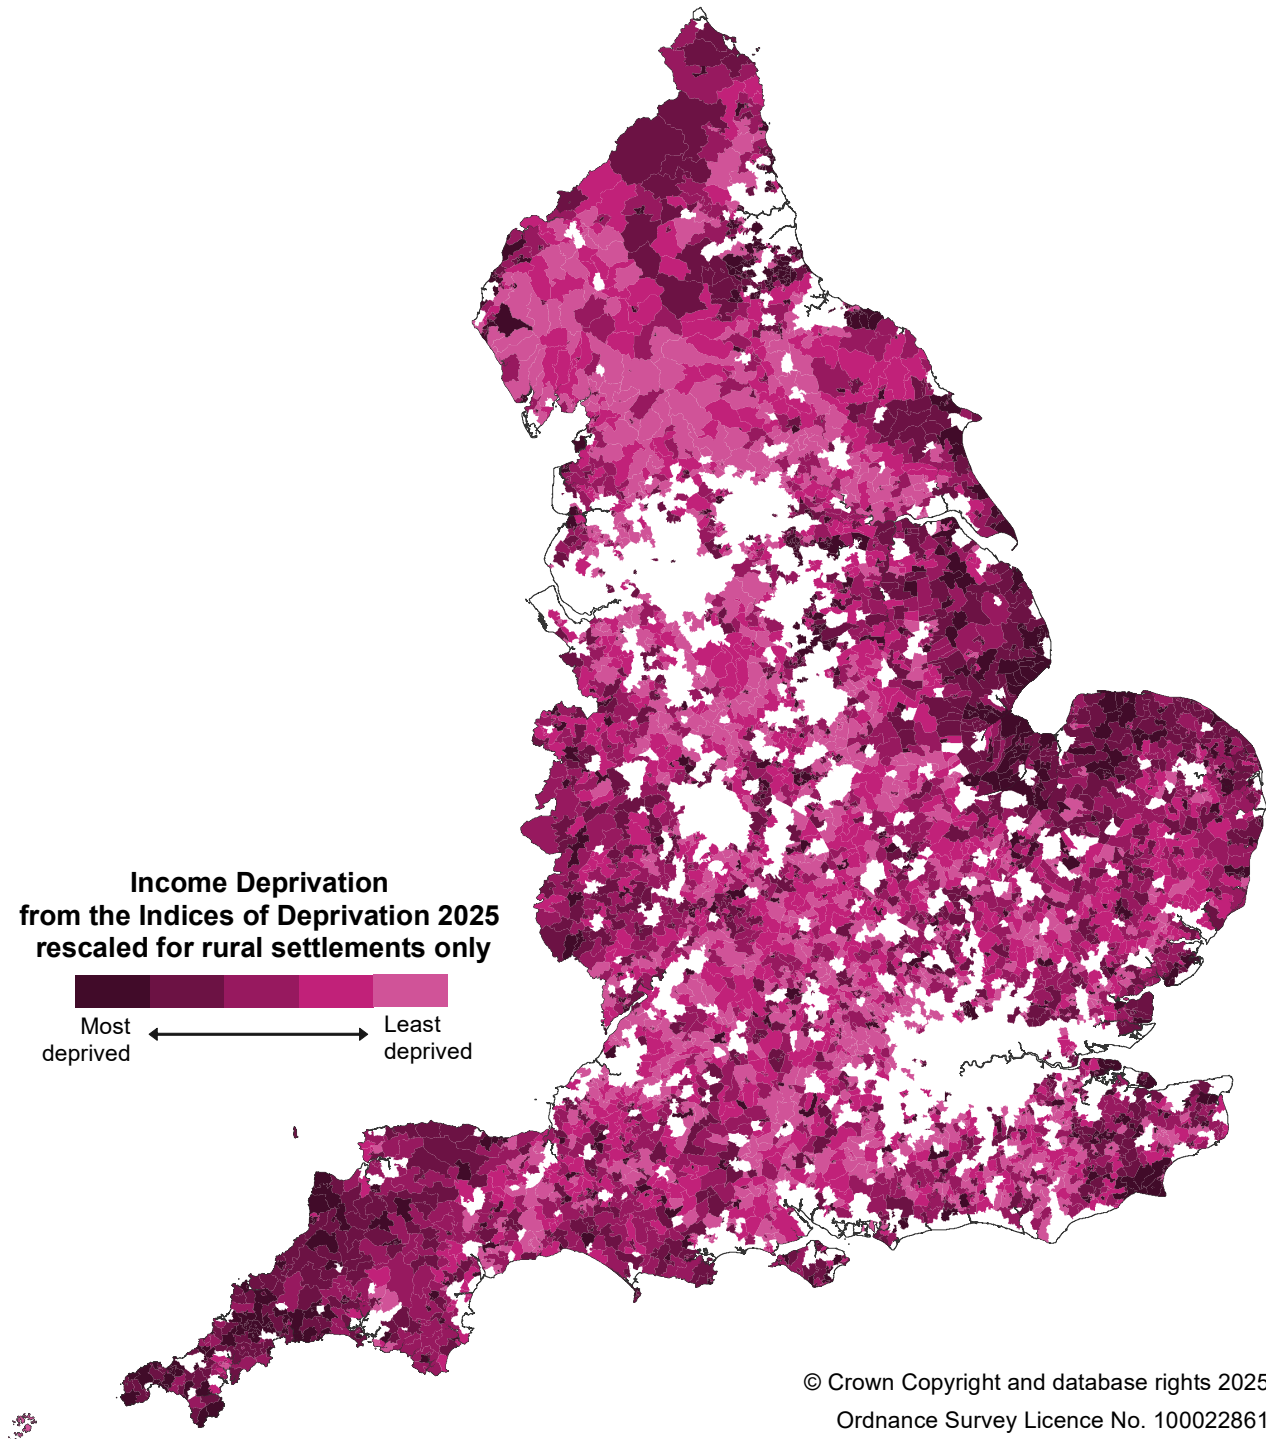 Income Deprivation
from the Indices of Deprivation 2025
rescaled for rural settlements only
Most
deprived
Least
deprived
© Crown Copyright and database rights 2025
Ordnance Survey Licence No. 100022861